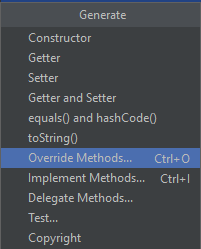 Generate
Constructor
Getter
Setter
Getter and Setter
equals() and hashCode()
toString()
Override Methods... Ctrl+O
Implement Methods... Ctrl+I
Delegate Methods...
Test...
Copyright